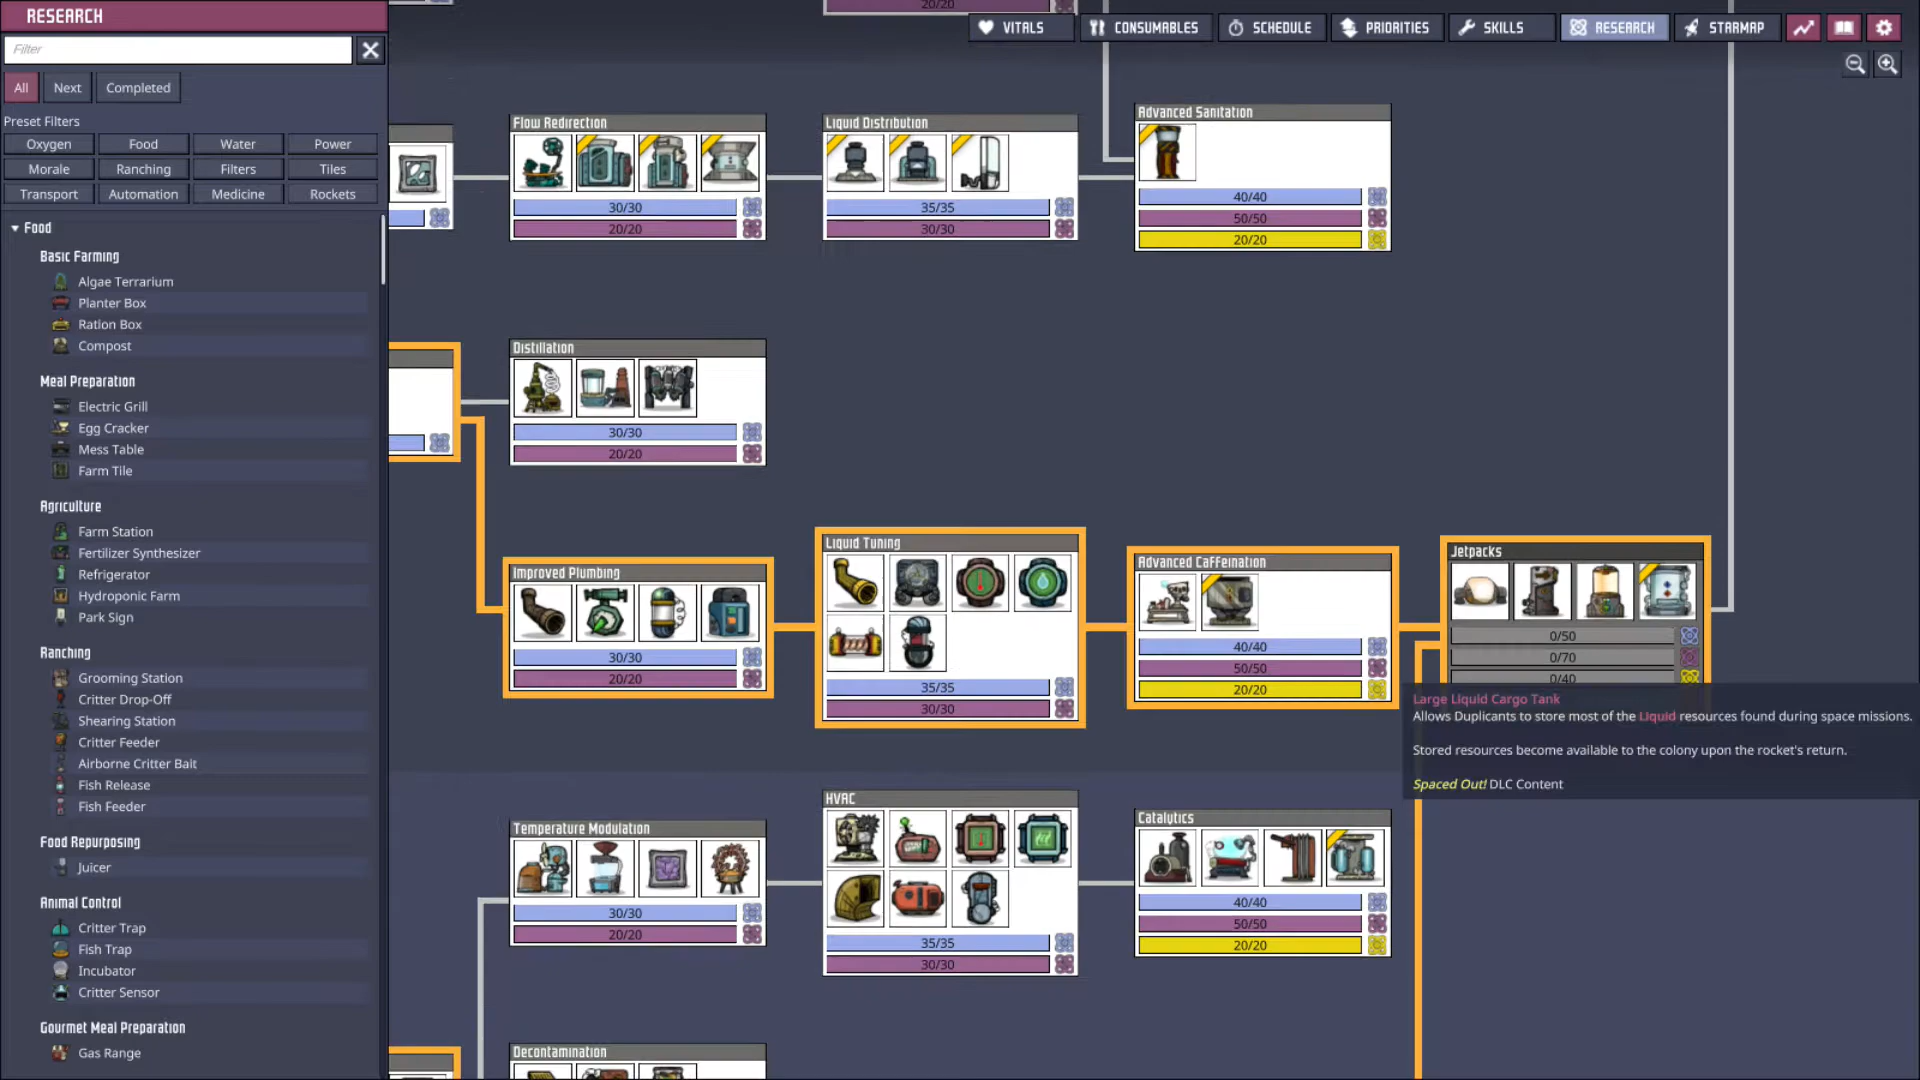 RESEARCH
Filter
All Next Completed
Preset Filters
Oxygen Food Water Power
Morale Ranching Filters Tiles
Transport Automation Medicine Rockets
Food
Basic Farming
Algae Terrarium
Planter Box
Ration Box
Compost
Meal Preparation
Electric Grill
Egg Cracker
Mess Table
Farm Tile
Agriculture
Farm Station
Fertilizer Synthesizer
Refrigerator
Hydroponic Farm
Park Sign
Ranching
Grooming Station
Critter Drop-Off
Shearing Station
Critter Feeder
Airborne Critter Bait
Fish Release
Fish Feeder
Food Repurposing
Juicer
Animal Control
Critter Trap
Fish Trap
Incubator
Critter Sensor
Gourmet Meal Preparation
Gas Range
20/20
VITALS CONSUMABLES SCHEDULE PRIORITIES SKILLS RESEARCH STARMAP
Flow Redirection
30/30
20/20
Liquid Distribution
35/35
30/30
Advanced Sanitation
40/40
50/50
20/20
Distillation
30/30
20/20
Improved Plumbing
30/30
20/20
Liquid Tuning
35/35
30/30
Advanced Caffeination
40/40
50/50
20/20
Jetpacks
0/50
0/70
0/40
Large Liquid Cargo Tank
Allows Duplicants to store most of the Liquid resources found during space missions.
Stored resources become available to the colony upon the rocket's return.
Spaced Out! DLC Content
Temperature Modulation
30/30
20/20
HVAC
35/35
30/30
Catalytics
40/40
50/50
20/20
Decontamination